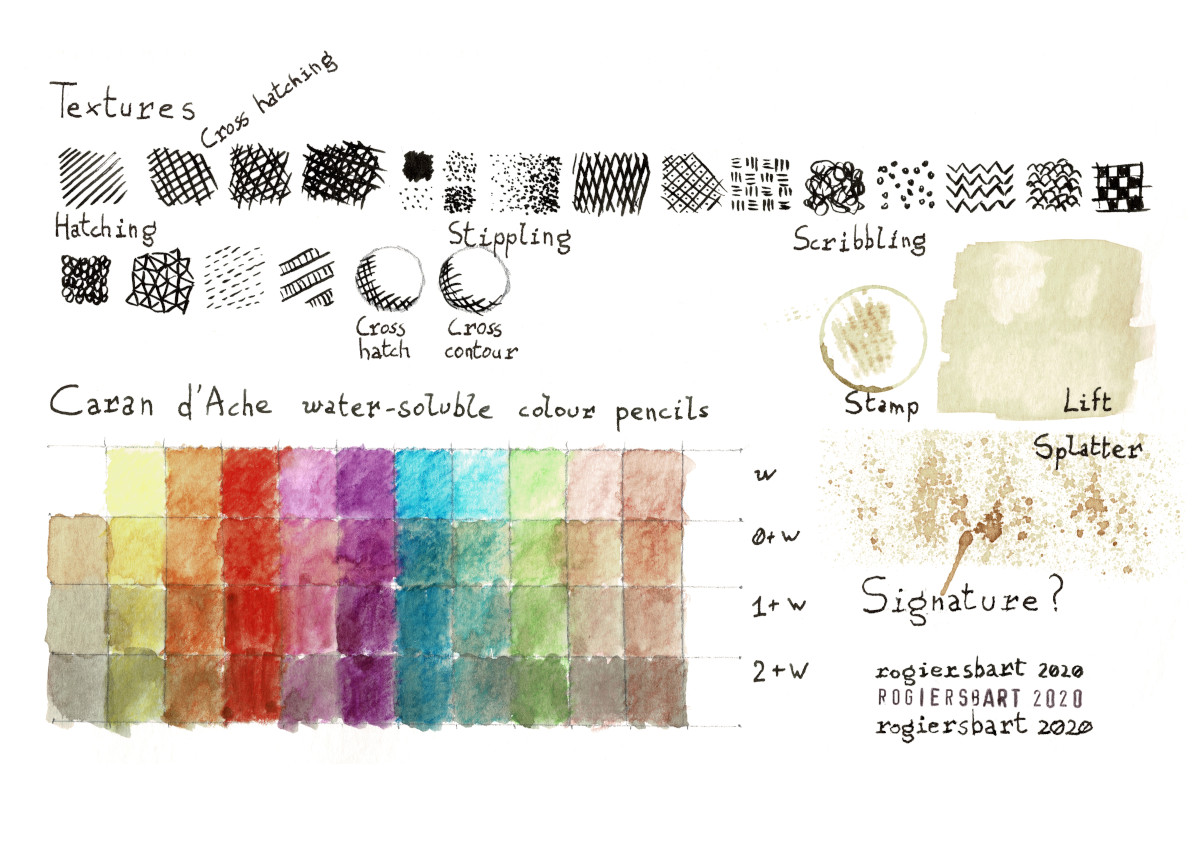 Textures
Cross hatching
Hatching
Stippling
Scribbling
Cross
hatch
Cross
contour
Stamp
Lift
Splatter
Caran d'Ache water-soluble colour pencils
w
0+w
1+w
2+w
Signature?
rogiersbart 2020
ROGIERSBART 2020
rogiersbart 2020